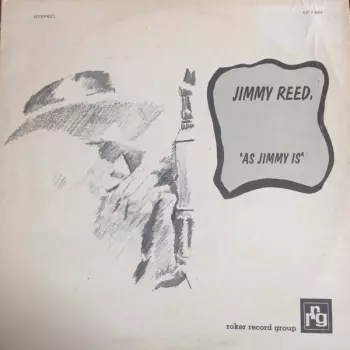 STEREO
JIMMY REED,
"AS JIMMY IS"
rrg
roker record group